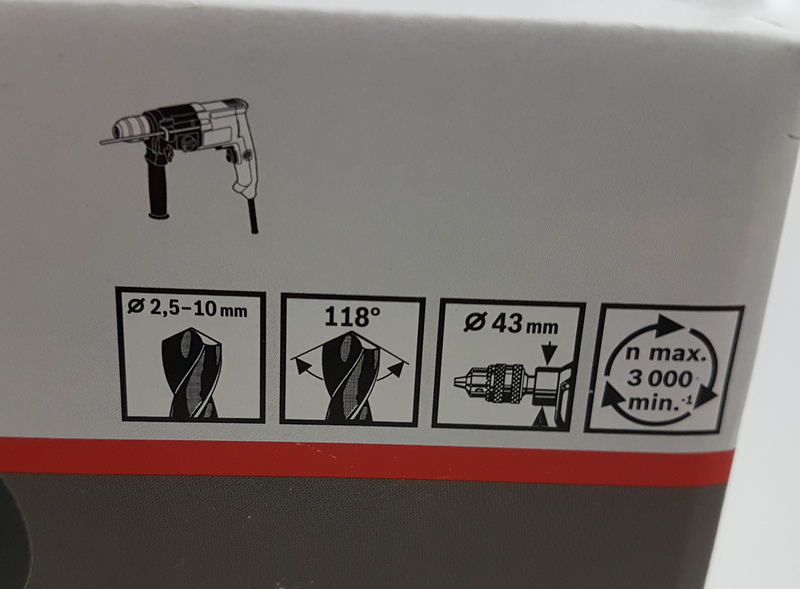 Ø 2,5–10 mm
118°
Ø 43 mm
n max.
3 000
min.-1